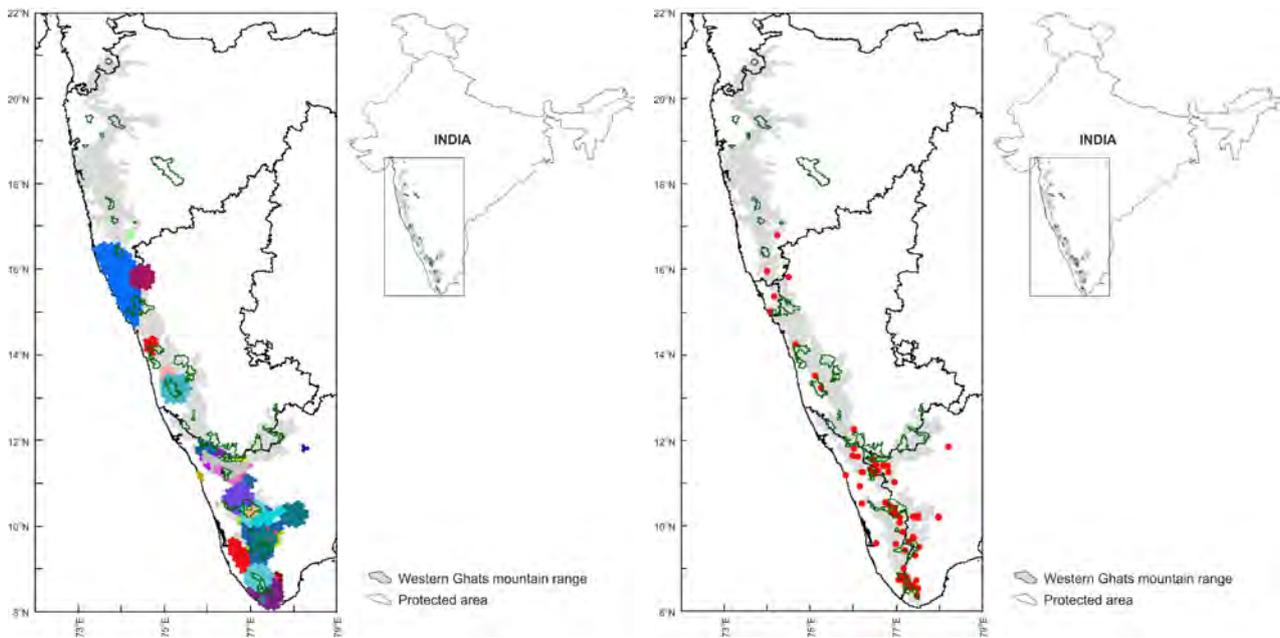 22°N
20°N
18°N
16°N
14°N
12°N
10°N
8°N
73°E
75°E
77°E
79°E
INDIA
Western Ghats mountain range
Protected area
22°N
20°N
18°N
16°N
14°N
12°N
10°N
8°N
73°E
75°E
77°E
79°E
INDIA
Western Ghats mountain range
Protected area